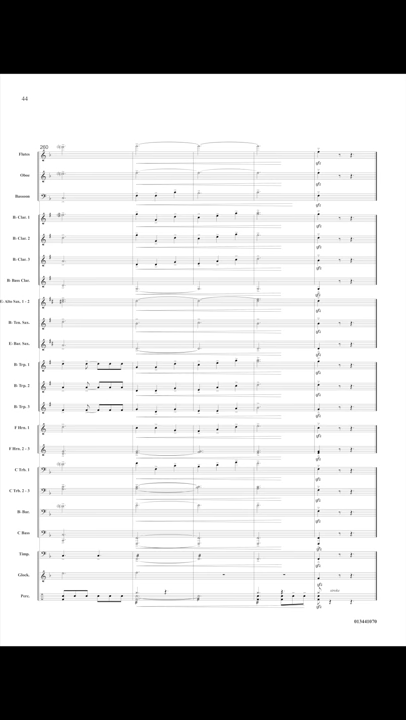 44
202
Flutes
Oboe
Bassoon
B♭ Clar. 1
B♭ Clar. 2
B♭ Clar. 3
B♭ Bass Clar.
E♭ Alto Sax. 1 - 2
B♭ Ten. Sax.
E♭ Bar. Sax.
B♭ Trp. 1
B♭ Trp. 2
B♭ Trp. 3
F Hrn. 1
F Hrn. 2 - 3
C Trb. 1
C Trb. 2 - 3
B♭ Bar.
C Bass
Timp.
Glock.
Perc.
013441070